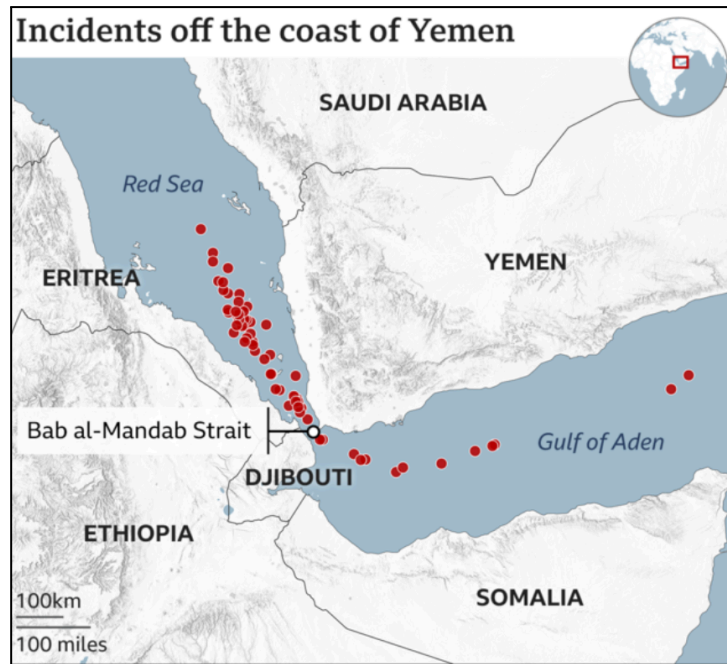 Incidents off the coast of Yemen
SAUDI ARABIA
Red Sea
YEMEN
ERITREA
Bab al-Mandab Strait
Gulf of Aden
DJIBOUTI
ETHIOPIA
SOMALIA
100km
100 miles